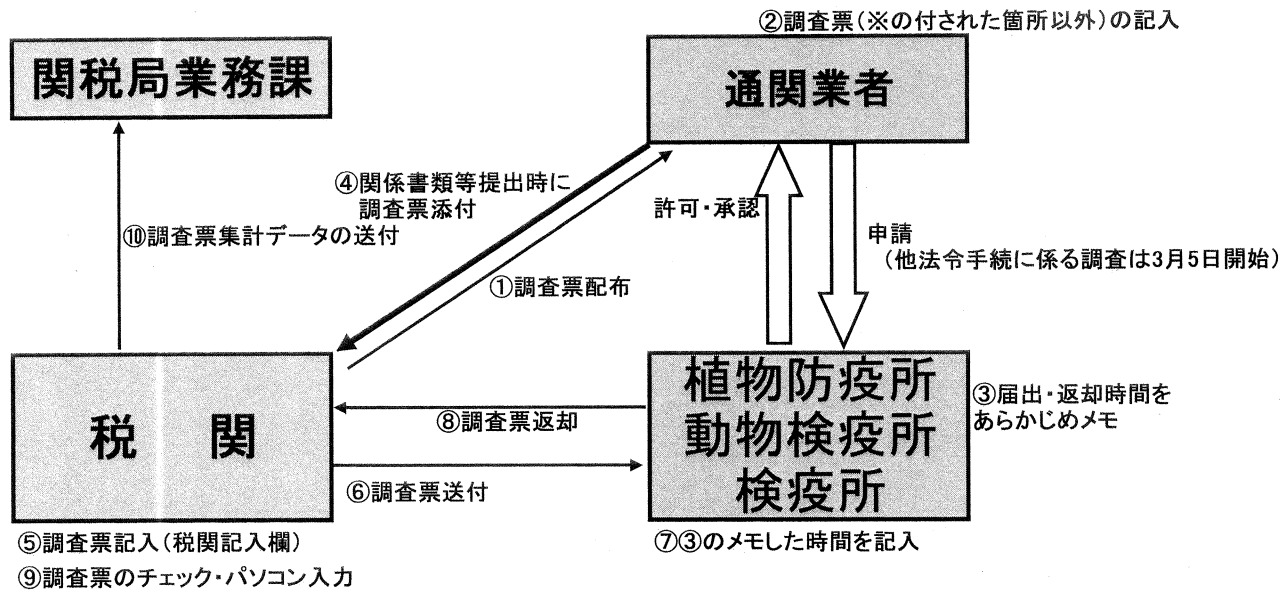 ②調査票(※の付された箇所以外)の記入
関税局業務課
通関業者
④関係書類等提出時に
調査票添付
許可・承認
⑩調査票集計データの送付
申請
(他法令手続に係る調査は3月5日開始)
①調査票配布
税 関
植物防疫所
動物検疫所
検疫所
③届出・返却時間を
あらかじめメモ
⑧調査票返却
⑥調査票送付
⑤調査票記入(税関記入欄)
⑦③のメモした時間を記入
⑨調査票のチェック・パソコン入力